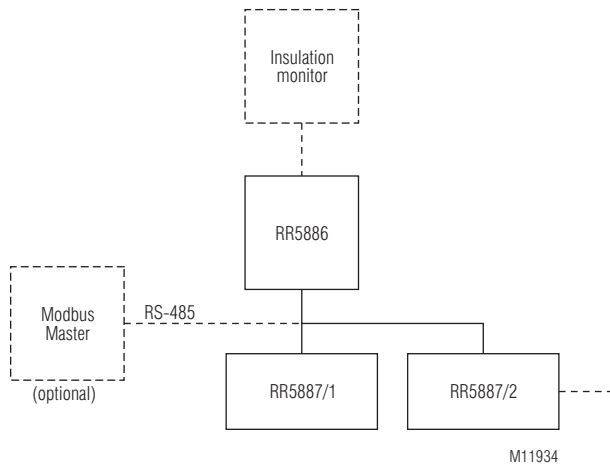 Insulation
monitor
RR5886
Modbus
Master
RS-485
(optional)
RR5887/1
RR5887/2
M11934